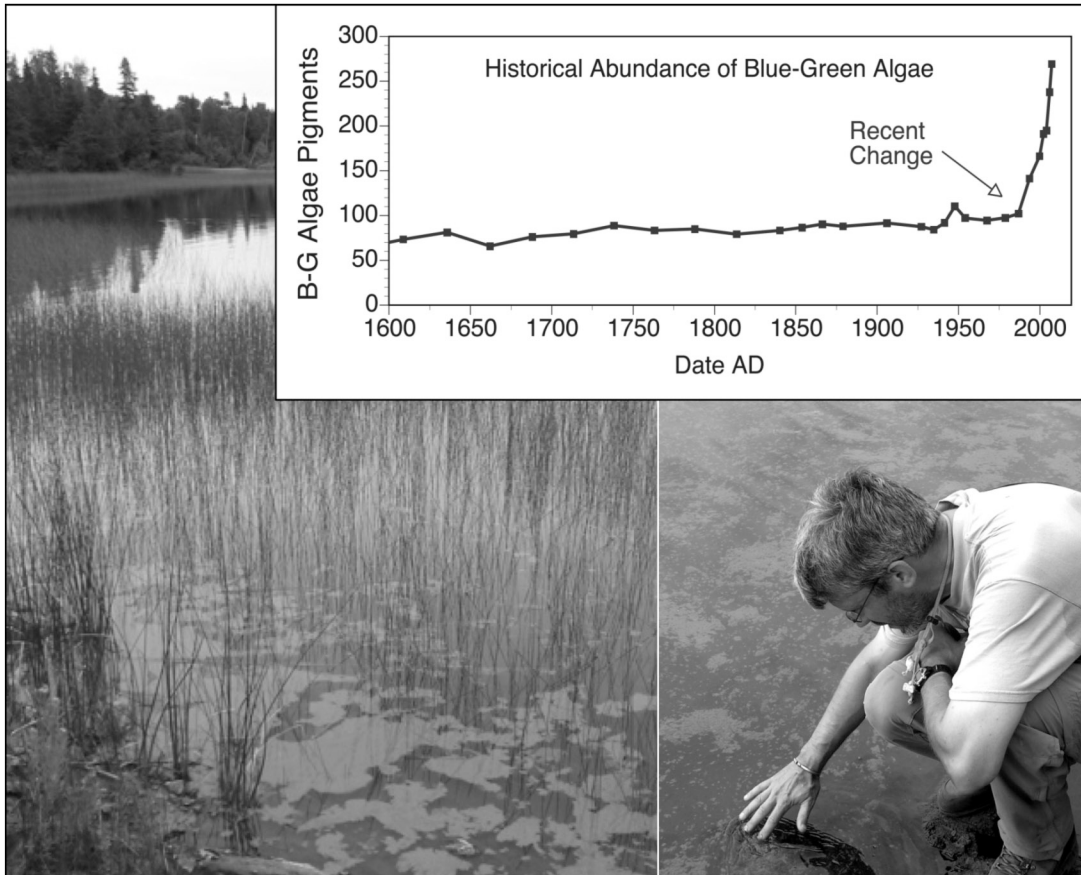 300
Historical Abundance of Blue-Green Algae
250
200
Recent
Change
150
100
50
0
B-G Algae Pigments
1600 1650 1700 1750 1800 1850 1900 1950 2000
Date AD